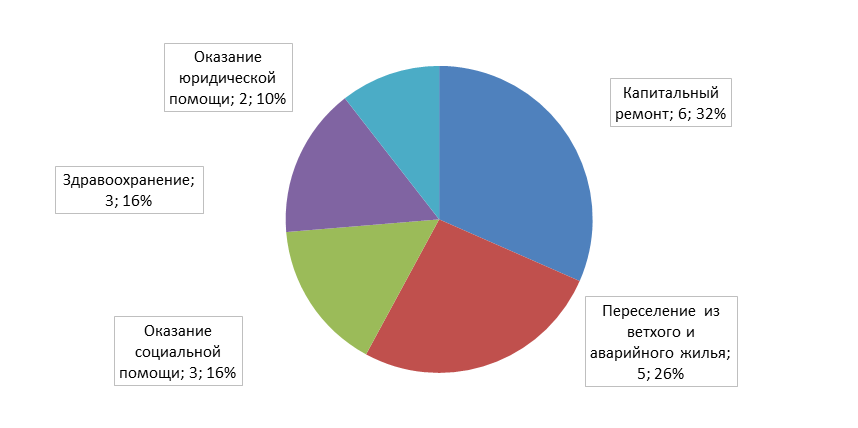 Оказание
юридической
помощи; 2; 10%
Капитальный
ремонт; 6; 32%
Здравоохранение;
3; 16%
Переселение из
ветхого и
аварийного жилья;
5; 26%
Оказание
социальной
помощи; 3; 16%